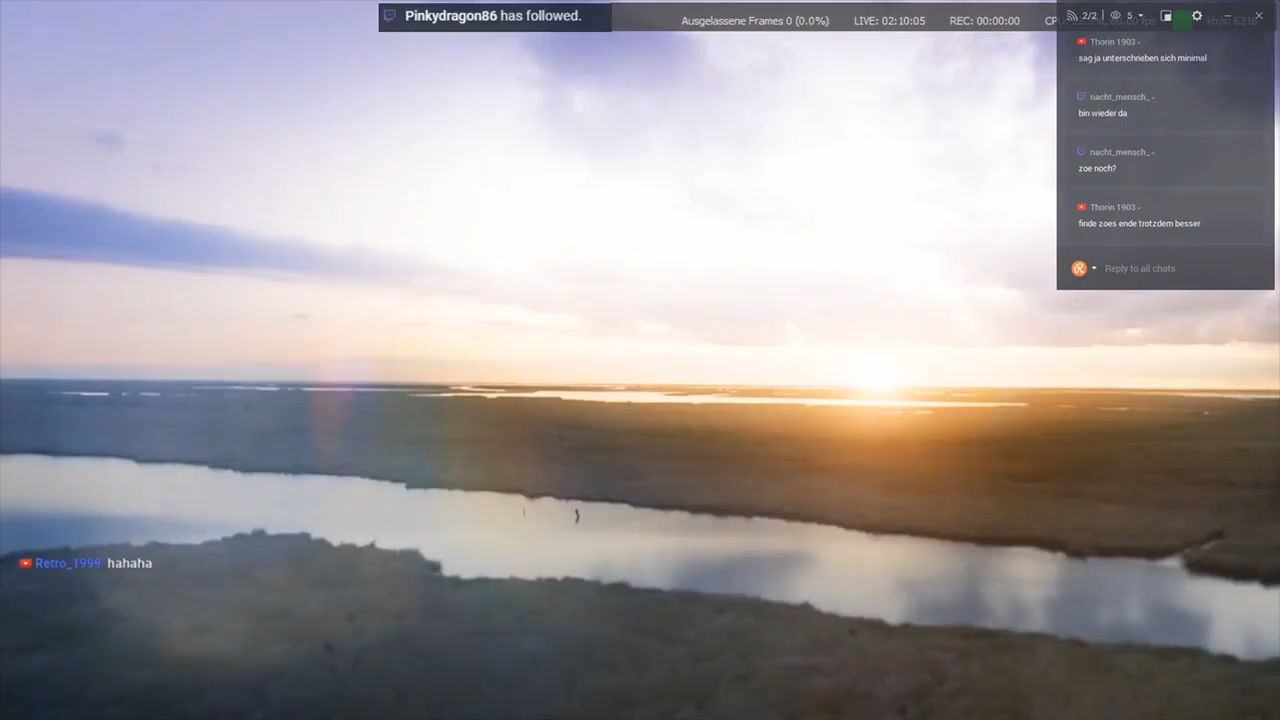 Pinkydragon86 has followed.
Ausgelassene Frames 0 (0.0%) LIVE: 02:10:05 REC: 00:00:00
2/2 5
Thorin 1903
sag ja unterschrieben sich minimal
nacht_mensch_
bin wieder da
nacht_mensch_
zoe noch?
Thorin 1903
finde zoes ende trotzdem besser
Reply to all chats
Retro_1999 hahaha